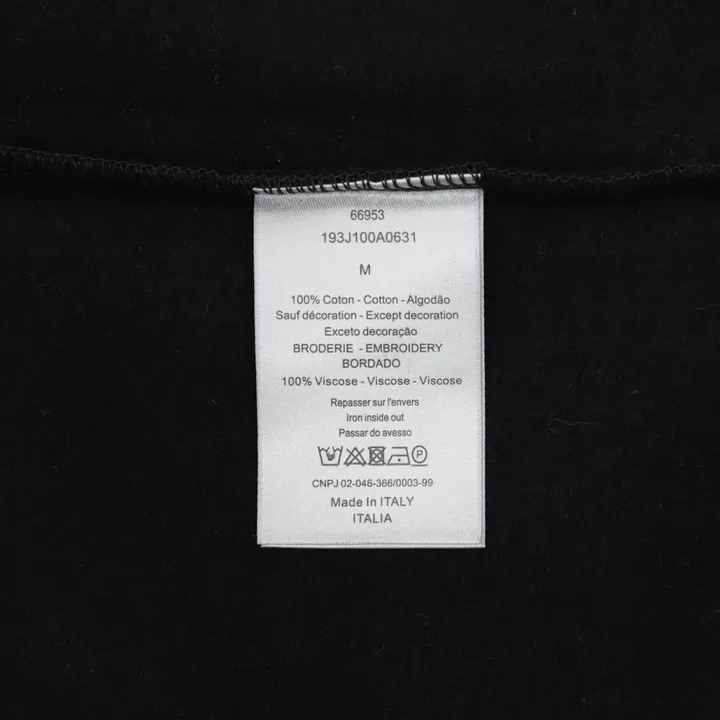 66953
193J100A0631
M
100% Coton - Cotton - Algodão
Sauf décoration - Except decoration
Exceto decoração
BRODERIE - EMBROIDERY
BORDADO
100% Viscose - Viscose - Viscose
Repasser sur l'envers
Iron inside out
Passar do avesso
P
CNPJ 02-046-366/0003-99
Made In ITALY
ITALIA